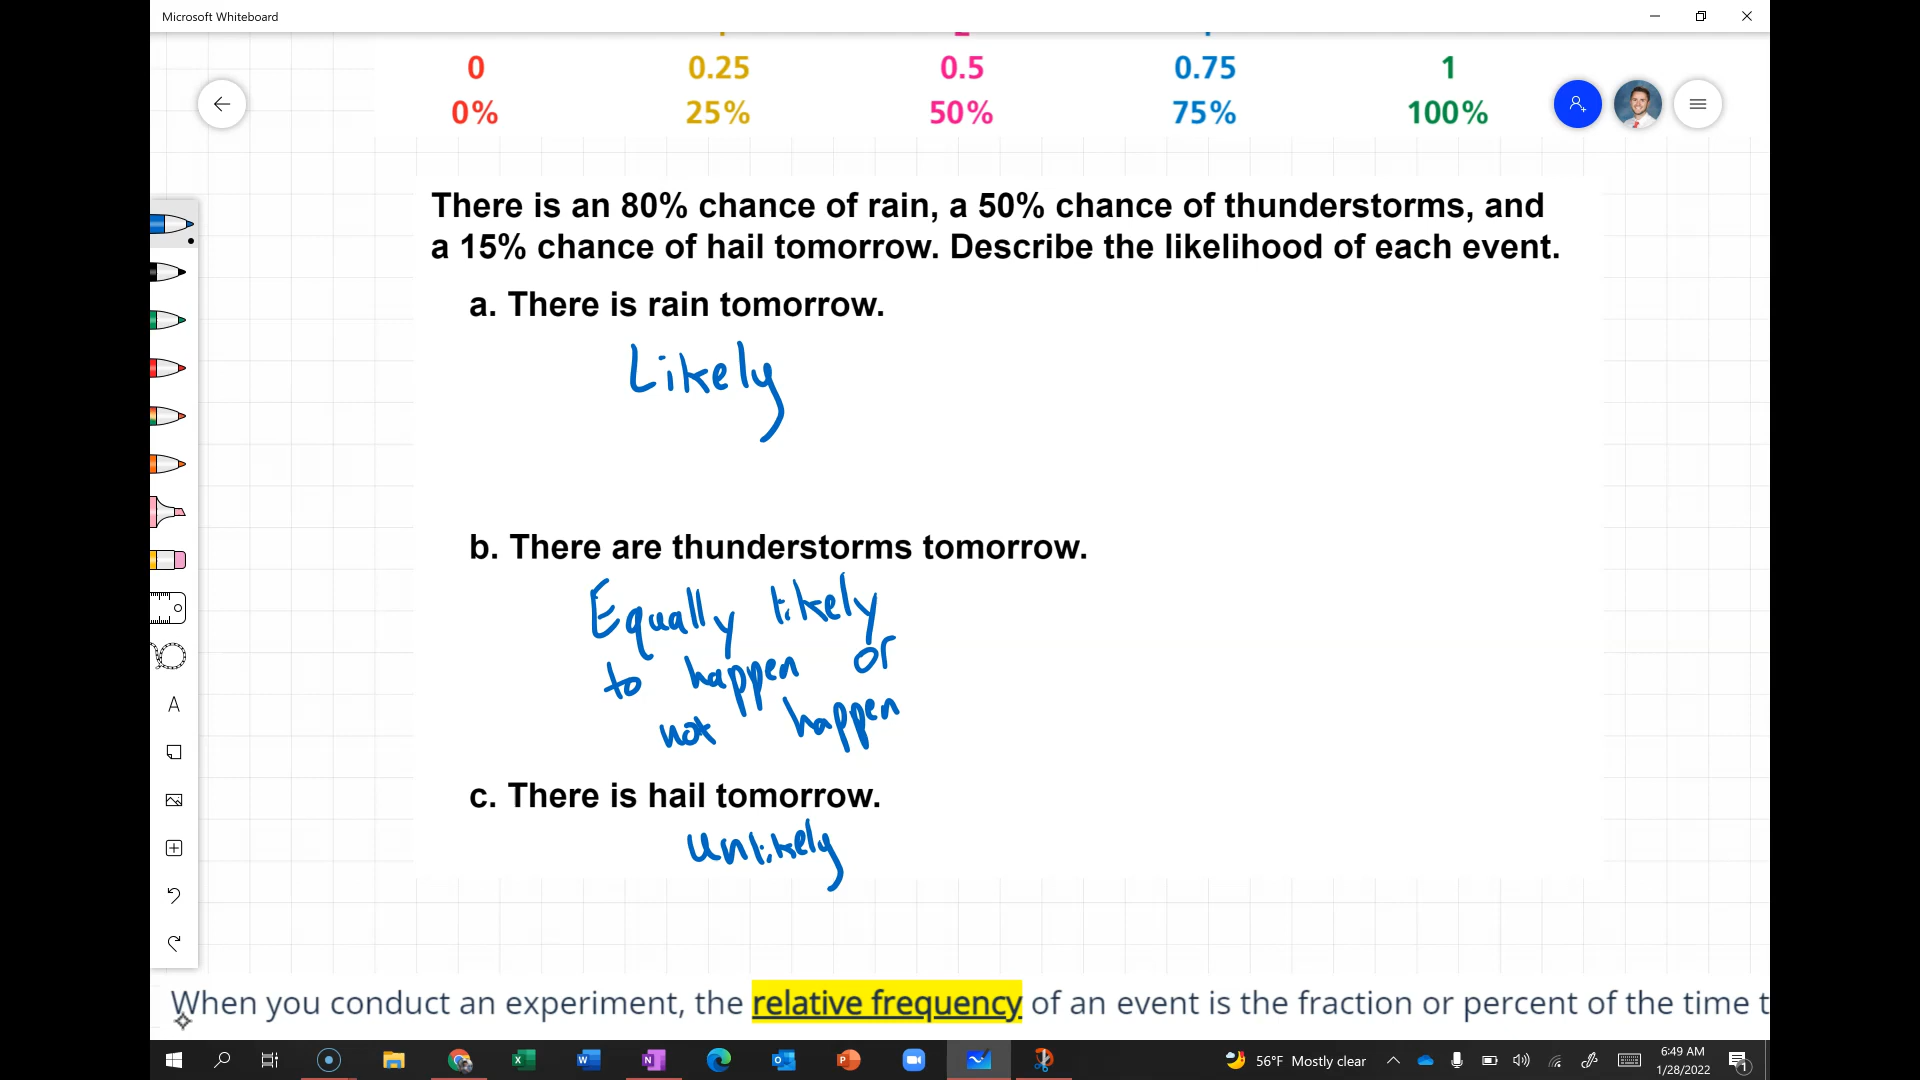 Microsoft Whiteboard
0 0.25 0.5 0.75 1
0% 25% 50% 75% 100%
There is an 80% chance of rain, a 50% chance of thunderstorms, and
a 15% chance of hail tomorrow. Describe the likelihood of each event.
a. There is rain tomorrow.
Likely
b. There are thunderstorms tomorrow.
Equally likely
to happen or
not happen
c. There is hail tomorrow.
unlikely
When you conduct an experiment, the relative frequency of an event is the fraction or percent of the time t
56°F Mostly clear
6:49 AM
1/28/2022
1